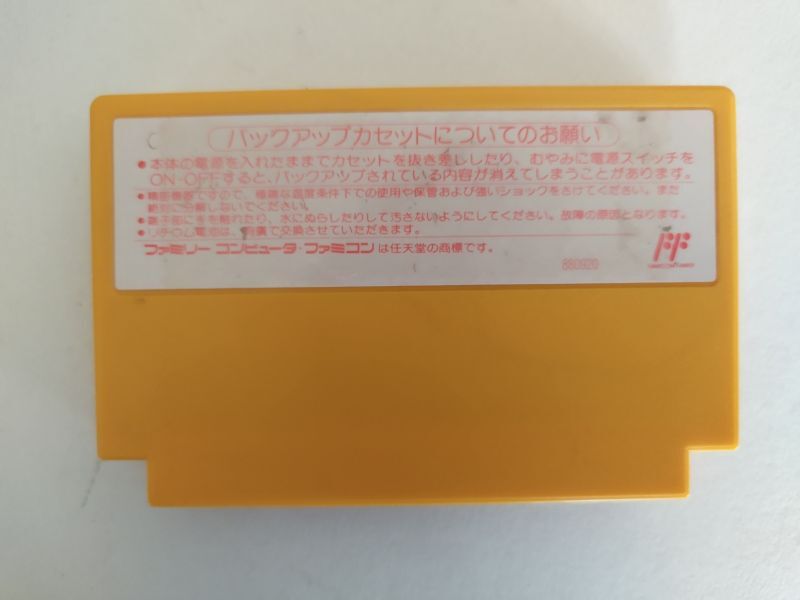 バックアップカセットについてのお願い
●本体の電源を入れたままでカセットを抜き差ししたり、むやみに電源スイッチを
ON-OFFすると、バックアップされている内容が消えてしまうことがあります。
●精密機器ですので、極端な温度条件下での使用や保管および強いショックをさけてください。また
絶対に分解しないでください。
●端子部に手を触れたり、水にぬらしたりして汚さないようにしてください。故障の原因となります。
●リチウム電池は、有償で交換させていただきます。
ファミリー コンピュータ・ファミコン は任天堂の商標です。
880920